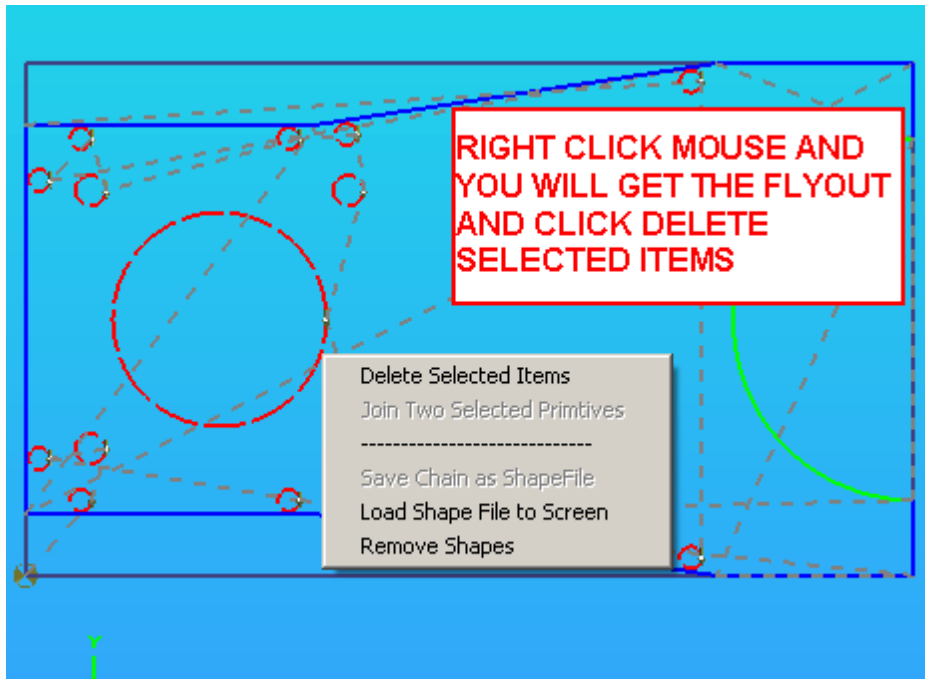 RIGHT CLICK MOUSE AND
YOU WILL GET THE FLYOUT
AND CLICK DELETE
SELECTED ITEMS
Delete Selected Items
Join Two Selected Primtives
-----------------------------
Save Chain as ShapeFile
Load Shape File to Screen
Remove Shapes
Y